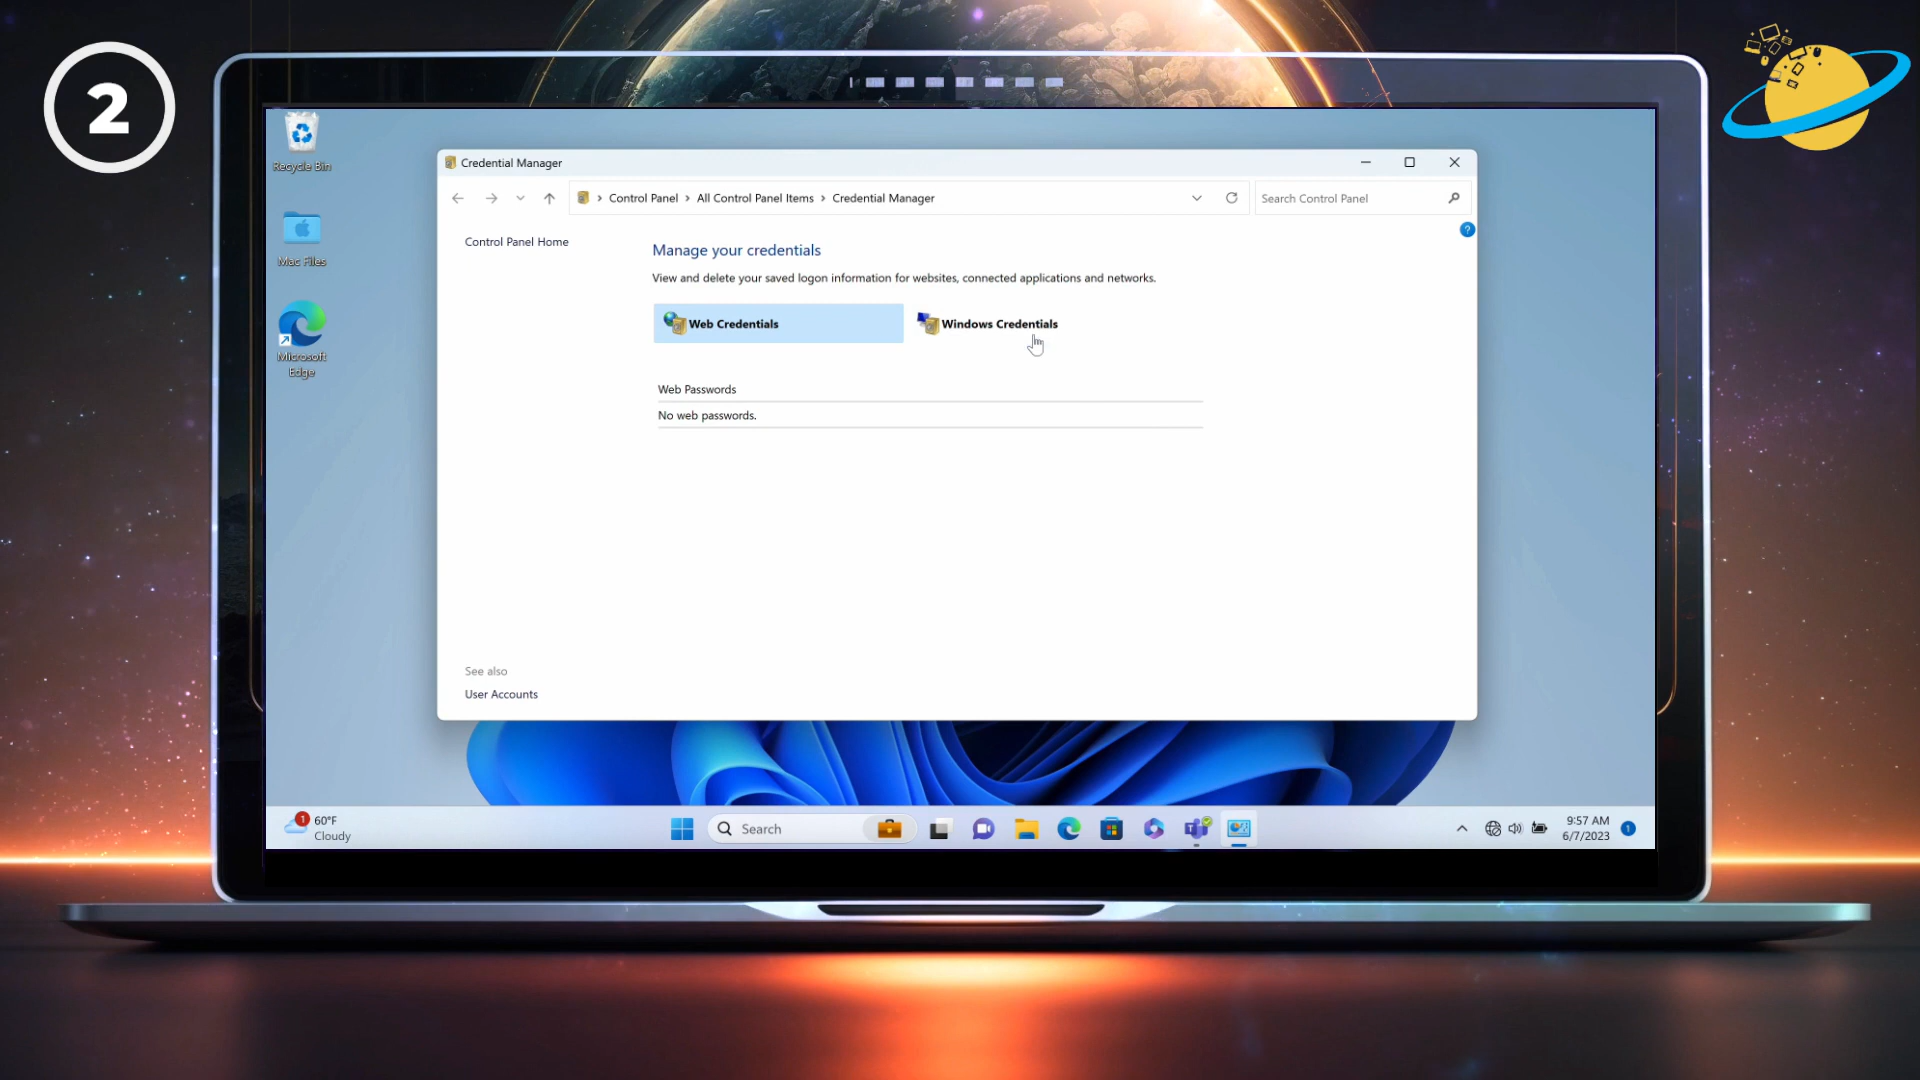 2
Recycle Bin
Mac Files
Microsoft
Edge
Credential Manager
Control Panel > All Control Panel Items > Credential Manager
Search Control Panel
?
Control Panel Home
Manage your credentials
View and delete your saved logon information for websites, connected applications and networks.
Web Credentials
Windows Credentials
Web Passwords
No web passwords.
See also
User Accounts
1
60°F
Cloudy
Search
9:57 AM
6/7/2023
1